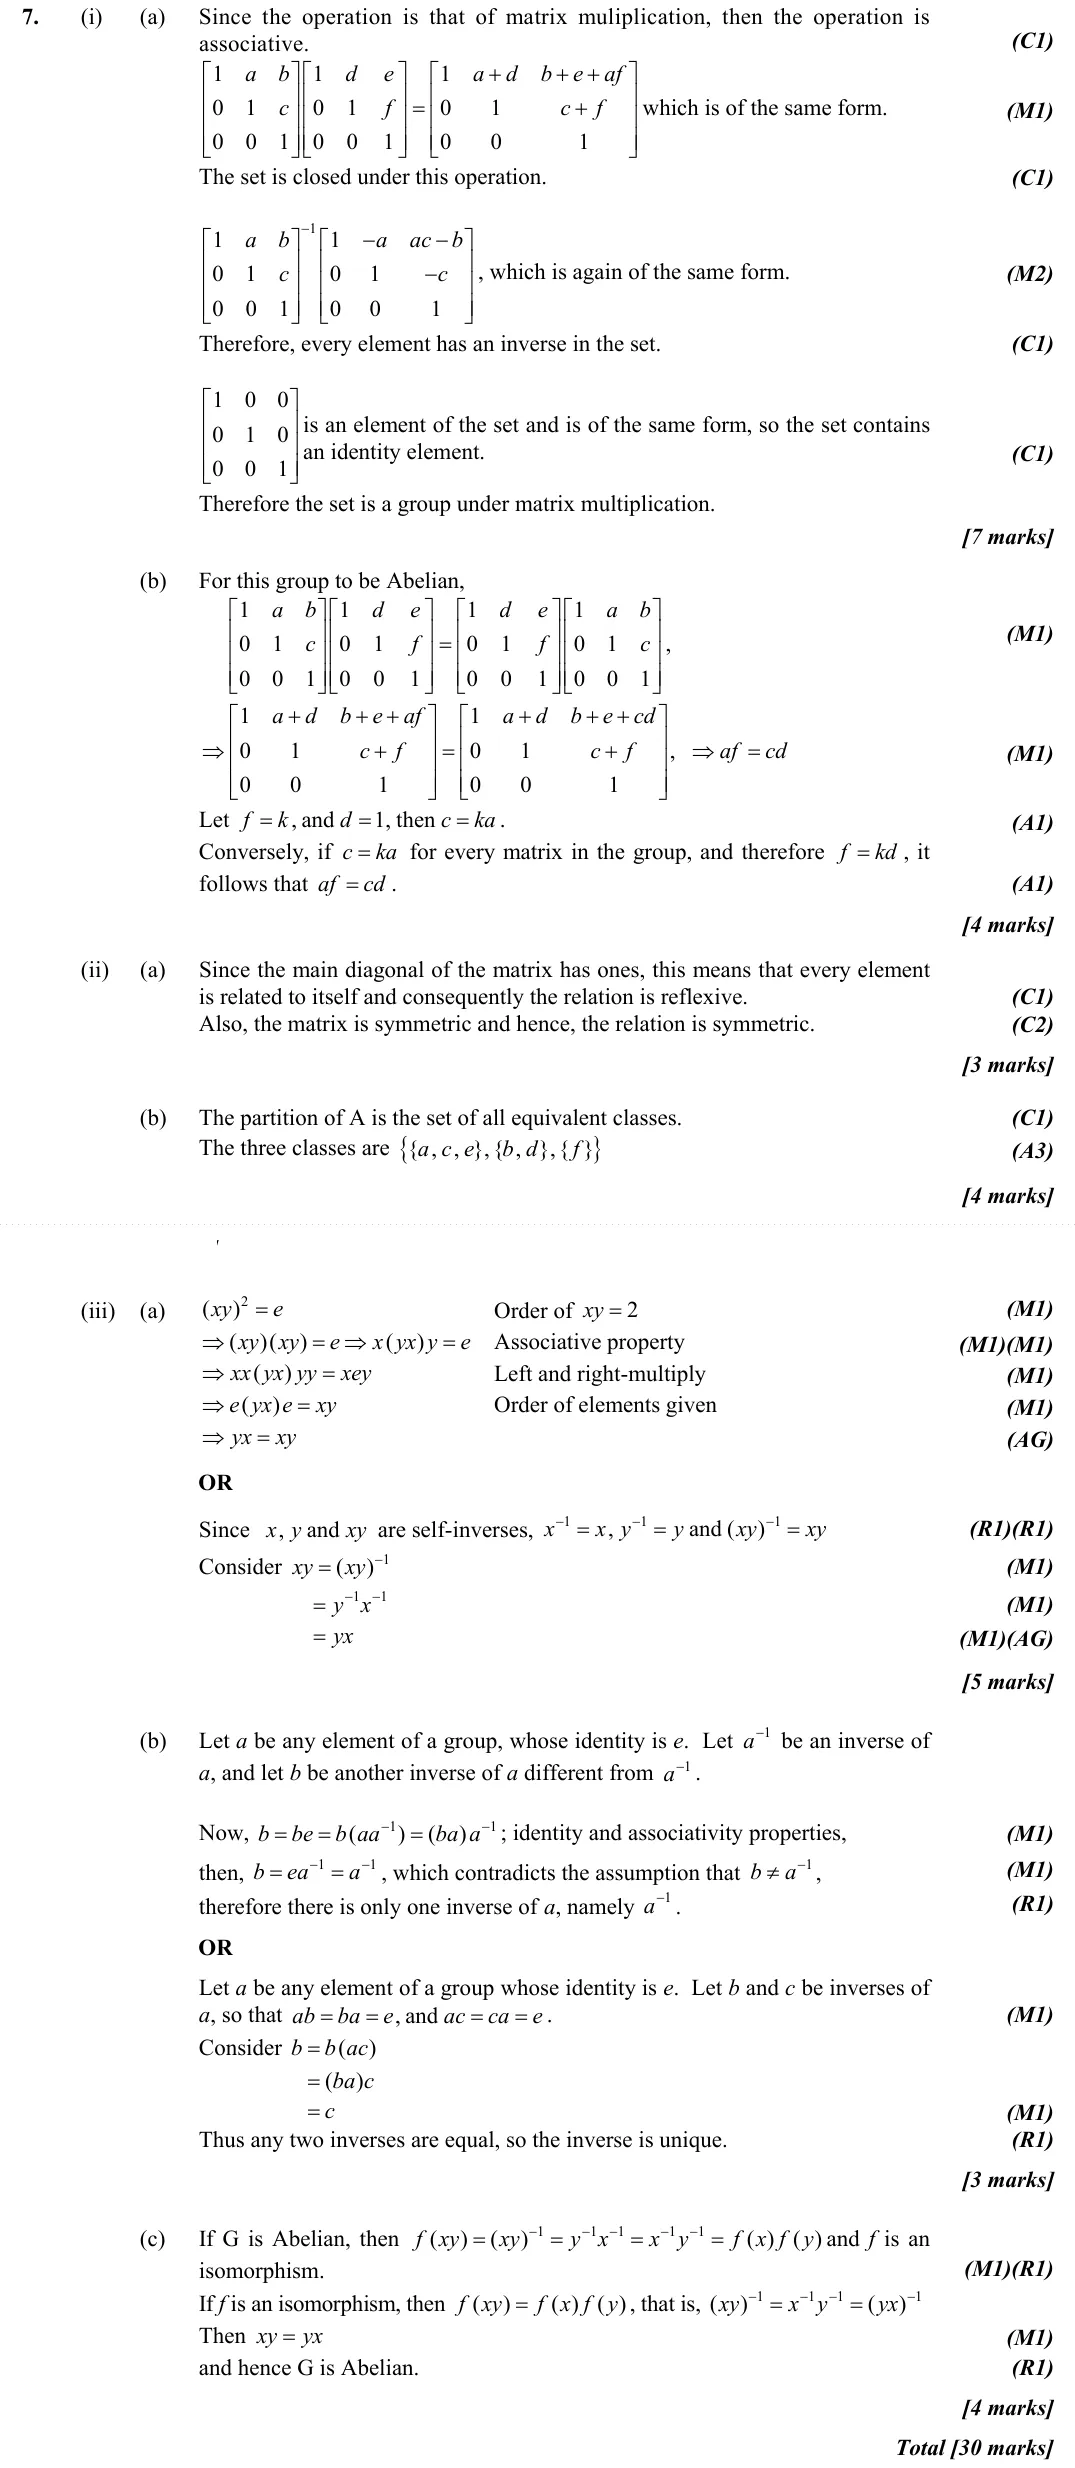 7. (i) (a) Since the operation is that of matrix muliplication, then the operation is
associative. (C1)
[1 a b; 0 1 c; 0 0 1][1 d e; 0 1 f; 0 0 1] = [1 a+d b+e+af; 0 1 c+f; 0 0 1] which is of the same form. (M1)
The set is closed under this operation. (C1)
[1 a b; 0 1 c; 0 0 1]⁻¹ [1 −a ac−b; 0 1 −c; 0 0 1], which is again of the same form. (M2)
Therefore, every element has an inverse in the set. (C1)
[1 0 0; 0 1 0; 0 0 1] is an element of the set and is of the same form, so the set contains
an identity element. (C1)
Therefore the set is a group under matrix multiplication.
[7 marks]
(b) For this group to be Abelian,
[1 a b; 0 1 c; 0 0 1][1 d e; 0 1 f; 0 0 1] = [1 d e; 0 1 f; 0 0 1][1 a b; 0 1 c; 0 0 1], (M1)
⇒ [1 a+d b+e+af; 0 1 c+f; 0 0 1] = [1 a+d b+e+cd; 0 1 c+f; 0 0 1], ⇒ af = cd (M1)
Let f = k, and d = 1, then c = ka. (A1)
Conversely, if c = ka for every matrix in the group, and therefore f = kd , it
follows that af = cd . (A1)
[4 marks]
(ii) (a) Since the main diagonal of the matrix has ones, this means that every element
is related to itself and consequently the relation is reflexive. (C1)
Also, the matrix is symmetric and hence, the relation is symmetric. (C2)
[3 marks]
(b) The partition of A is the set of all equivalent classes. (C1)
The three classes are {{a, c, e}, {b, d}, {f}} (A3)
[4 marks]
(iii) (a) (xy)² = e Order of xy = 2 (M1)
⇒ (xy)(xy) = e ⇒ x(yx)y = e Associative property (M1)(M1)
⇒ xx(yx)yy = xey Left and right-multiply (M1)
⇒ e(yx)e = xy Order of elements given (M1)
⇒ yx = xy (AG)
OR
Since x, y and xy are self-inverses, x⁻¹ = x, y⁻¹ = y and (xy)⁻¹ = xy (R1)(R1)
Consider xy = (xy)⁻¹ (M1)
= y⁻¹x⁻¹ (M1)
= yx (M1)(AG)
[5 marks]
(b) Let a be any element of a group, whose identity is e. Let a⁻¹ be an inverse of
a, and let b be another inverse of a different from a⁻¹.
Now, b = be = b(aa⁻¹) = (ba)a⁻¹; identity and associativity properties, (M1)
then, b = ea⁻¹ = a⁻¹, which contradicts the assumption that b ≠ a⁻¹, (M1)
therefore there is only one inverse of a, namely a⁻¹. (R1)
OR
Let a be any element of a group whose identity is e. Let b and c be inverses of
a, so that ab = ba = e, and ac = ca = e. (M1)
Consider b = b(ac)
= (ba)c
= c (M1)
Thus any two inverses are equal, so the inverse is unique. (R1)
[3 marks]
(c) If G is Abelian, then f(xy) = (xy)⁻¹ = y⁻¹x⁻¹ = x⁻¹y⁻¹ = f(x)f(y) and f is an
isomorphism. (M1)(R1)
If f is an isomorphism, then f(xy) = f(x)f(y), that is, (xy)⁻¹ = x⁻¹y⁻¹ = (yx)⁻¹
Then xy = yx (M1)
and hence G is Abelian. (R1)
[4 marks]
Total [30 marks]